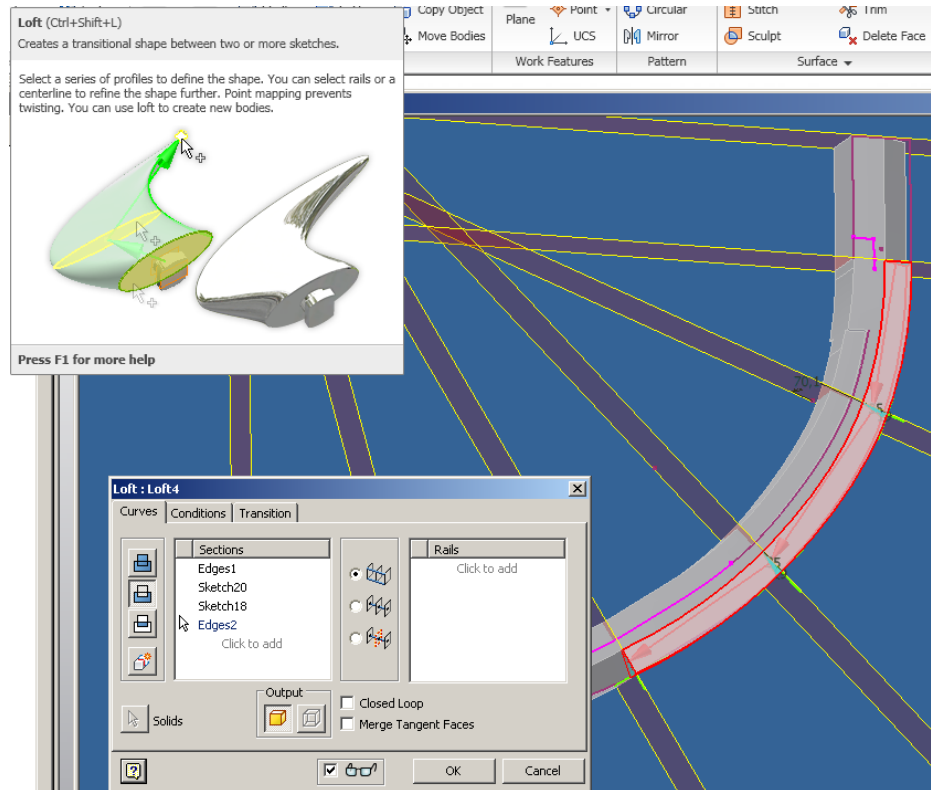 Loft (Ctrl+Shift+L)
Creates a transitional shape between two or more sketches.
Select a series of profiles to define the shape. You can select rails or a
centerline to refine the shape further. Point mapping prevents
twisting. You can use loft to create new bodies.
Press F1 for more help
Copy Object
Move Bodies
Plane
Point
UCS
Work Features
Circular
Mirror
Pattern
Stitch
Trim
Sculpt
Delete Face
Surface
70.1
5
5
Loft : Loft4
Curves
Conditions
Transition
Sections
Edges1
Sketch20
Sketch18
Edges2
Click to add
Rails
Click to add
Solids
Output
Closed Loop
Merge Tangent Faces
OK
Cancel